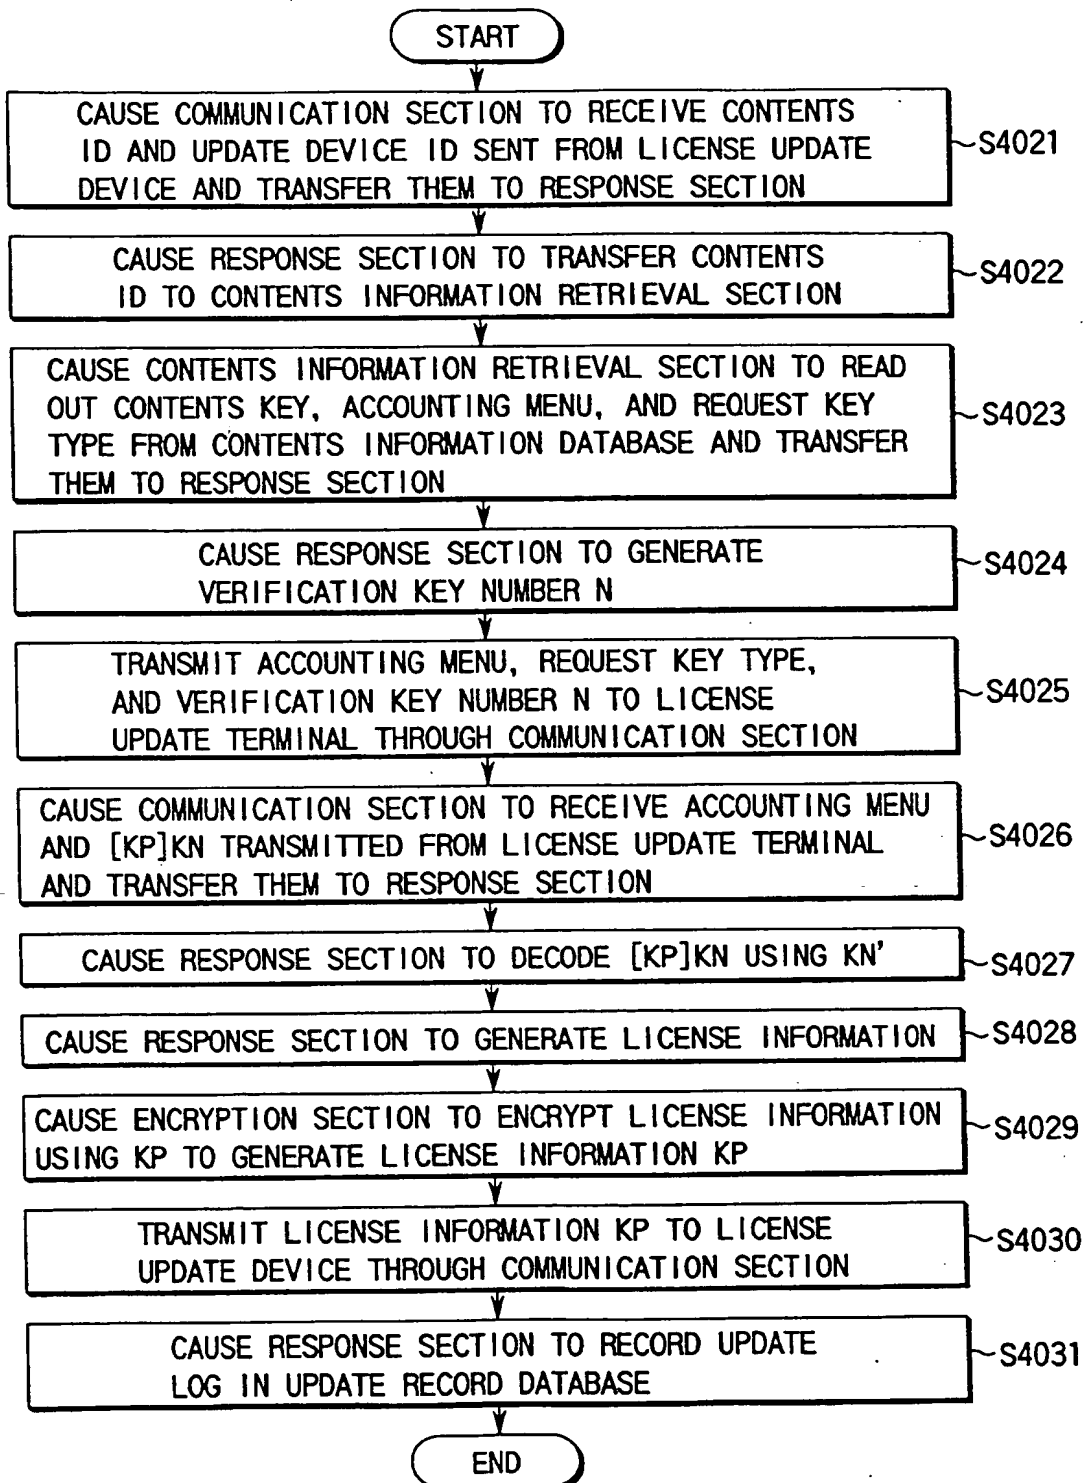 START
CAUSE COMMUNICATION SECTION TO RECEIVE CONTENTS
ID AND UPDATE DEVICE ID SENT FROM LICENSE UPDATE
DEVICE AND TRANSFER THEM TO RESPONSE SECTION
S4021
CAUSE RESPONSE SECTION TO TRANSFER CONTENTS
ID TO CONTENTS INFORMATION RETRIEVAL SECTION
S4022
CAUSE CONTENTS INFORMATION RETRIEVAL SECTION TO READ
OUT CONTENTS KEY, ACCOUNTING MENU, AND REQUEST KEY
TYPE FROM CONTENTS INFORMATION DATABASE AND TRANSFER
THEM TO RESPONSE SECTION
S4023
CAUSE RESPONSE SECTION TO GENERATE
VERIFICATION KEY NUMBER N
S4024
TRANSMIT ACCOUNTING MENU, REQUEST KEY TYPE,
AND VERIFICATION KEY NUMBER N TO LICENSE
UPDATE TERMINAL THROUGH COMMUNICATION SECTION
S4025
CAUSE COMMUNICATION SECTION TO RECEIVE ACCOUNTING MENU
AND [KP]KN TRANSMITTED FROM LICENSE UPDATE TERMINAL
AND TRANSFER THEM TO RESPONSE SECTION
S4026
CAUSE RESPONSE SECTION TO DECODE [KP]KN USING KN'
S4027
CAUSE RESPONSE SECTION TO GENERATE LICENSE INFORMATION
S4028
CAUSE ENCRYPTION SECTION TO ENCRYPT LICENSE INFORMATION
USING KP TO GENERATE LICENSE INFORMATION KP
S4029
TRANSMIT LICENSE INFORMATION KP TO LICENSE
UPDATE DEVICE THROUGH COMMUNICATION SECTION
S4030
CAUSE RESPONSE SECTION TO RECORD UPDATE
LOG IN UPDATE RECORD DATABASE
S4031
END